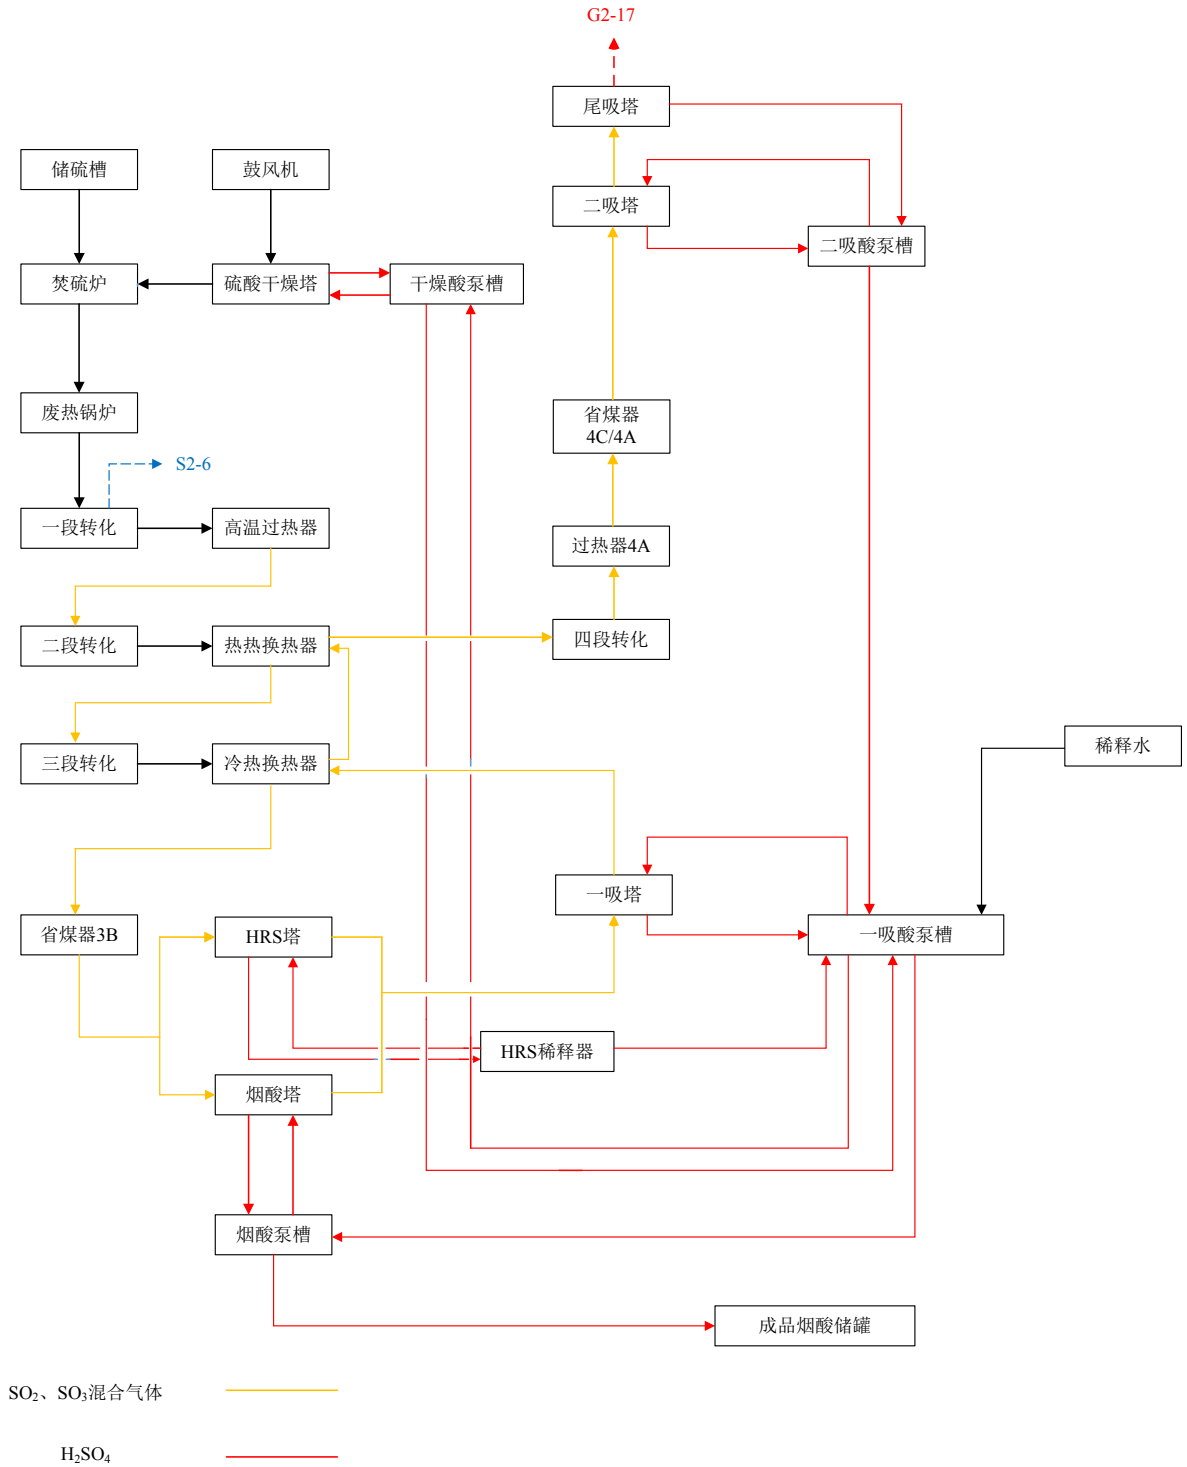 G2-17
尾吸塔
储硫槽
鼓风机
二吸塔
二吸酸泵槽
焚硫炉
硫酸干燥塔
干燥酸泵槽
废热锅炉
省煤器
4C/4A
S2-6
一段转化
高温过热器
过热器4A
二段转化
热热换热器
四段转化
三段转化
冷热换热器
稀释水
一吸塔
省煤器3B
HRS塔
一吸酸泵槽
HRS稀释器
烟酸塔
烟酸泵槽
成品烟酸储罐
SO₂、SO₃混合气体
H₂SO₄